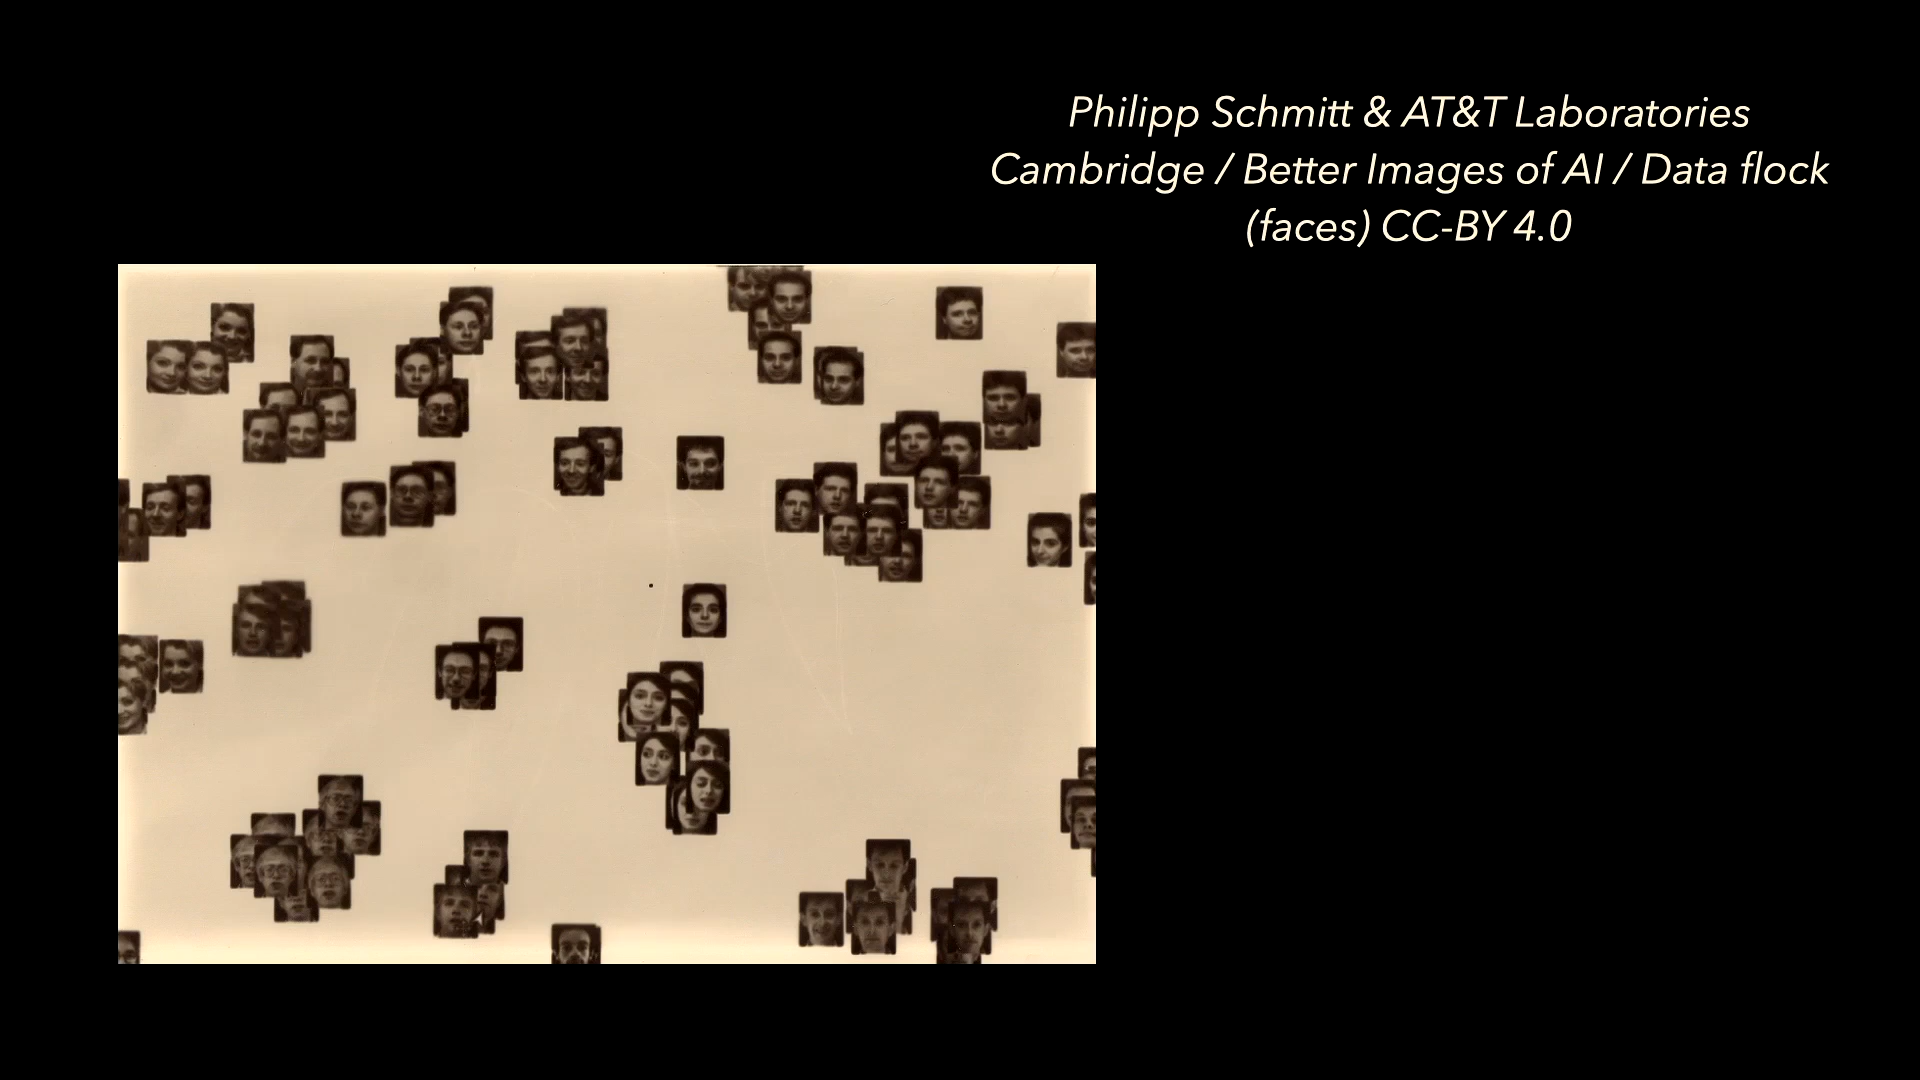 Philipp Schmitt & AT&T Laboratories
Cambridge / Better Images of AI / Data flock
(faces) CC-BY 4.0